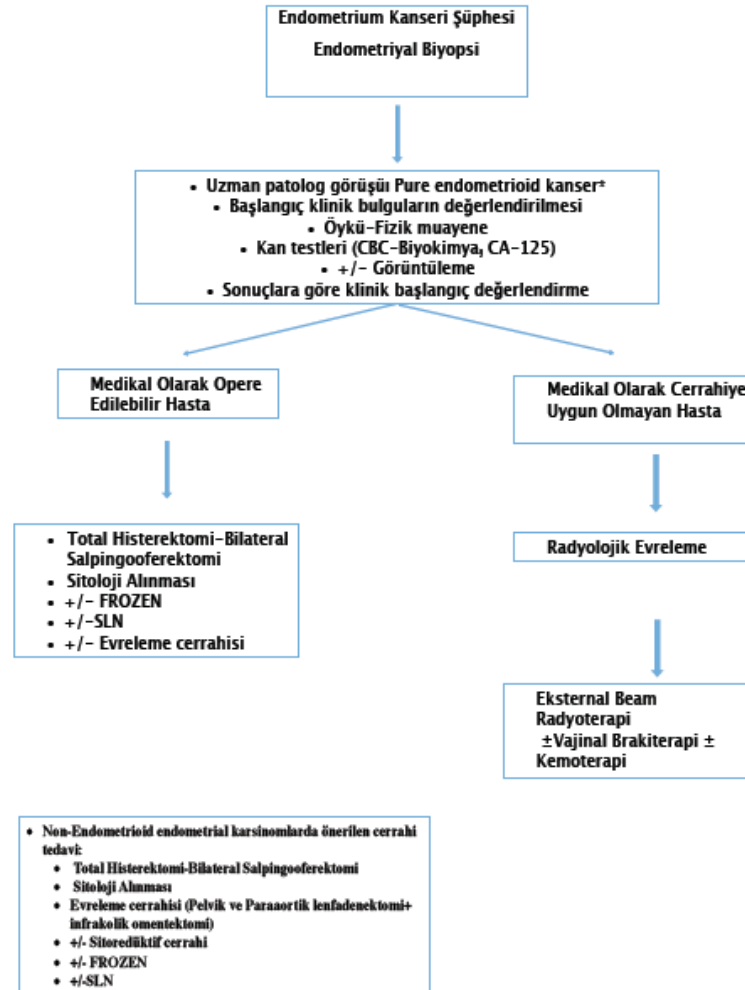 Endometrium Kanseri Şüphesi
Endometriyal Biyopsi
• Uzman patolog görüşüı Pure endometrioid kanser*
• Başlangıç klinik bulguların değerlendirilmesi
• Öykü-Fizik muayene
• Kan testleri (CBC-Biyokimya, CA-125)
• +/- Görüntüleme
• Sonuçlara göre klinik başlangıç değerlendirme
Medikal Olarak Opere
Edilebilir Hasta
Medikal Olarak Cerrahiye
Uygun Olmayan Hasta
• Total Histerektomi-Bilateral
Salpingooferektomi
• Sitoloji Alınması
• +/- FROZEN
• +/-SLN
• +/- Evreleme cerrahisi
Radyolojik Evreleme
Eksternal Beam
Radyoterapi
±Vajinal Brakiterapi ±
Kemoterapi
• Non-Endometrioid endometrial karsinomlarda önerilen cerrahi
tedavi:
• Total Histerektomi-Bilateral Salpingooferektomi
• Sitoloji Alınması
• Evreleme cerrahisi (Pelvik ve Paraaortik lenfadenektomi+
infrakolik omentektomi)
• +/- Sitoredüktif cerrahi
• +/- FROZEN
• +/-SLN